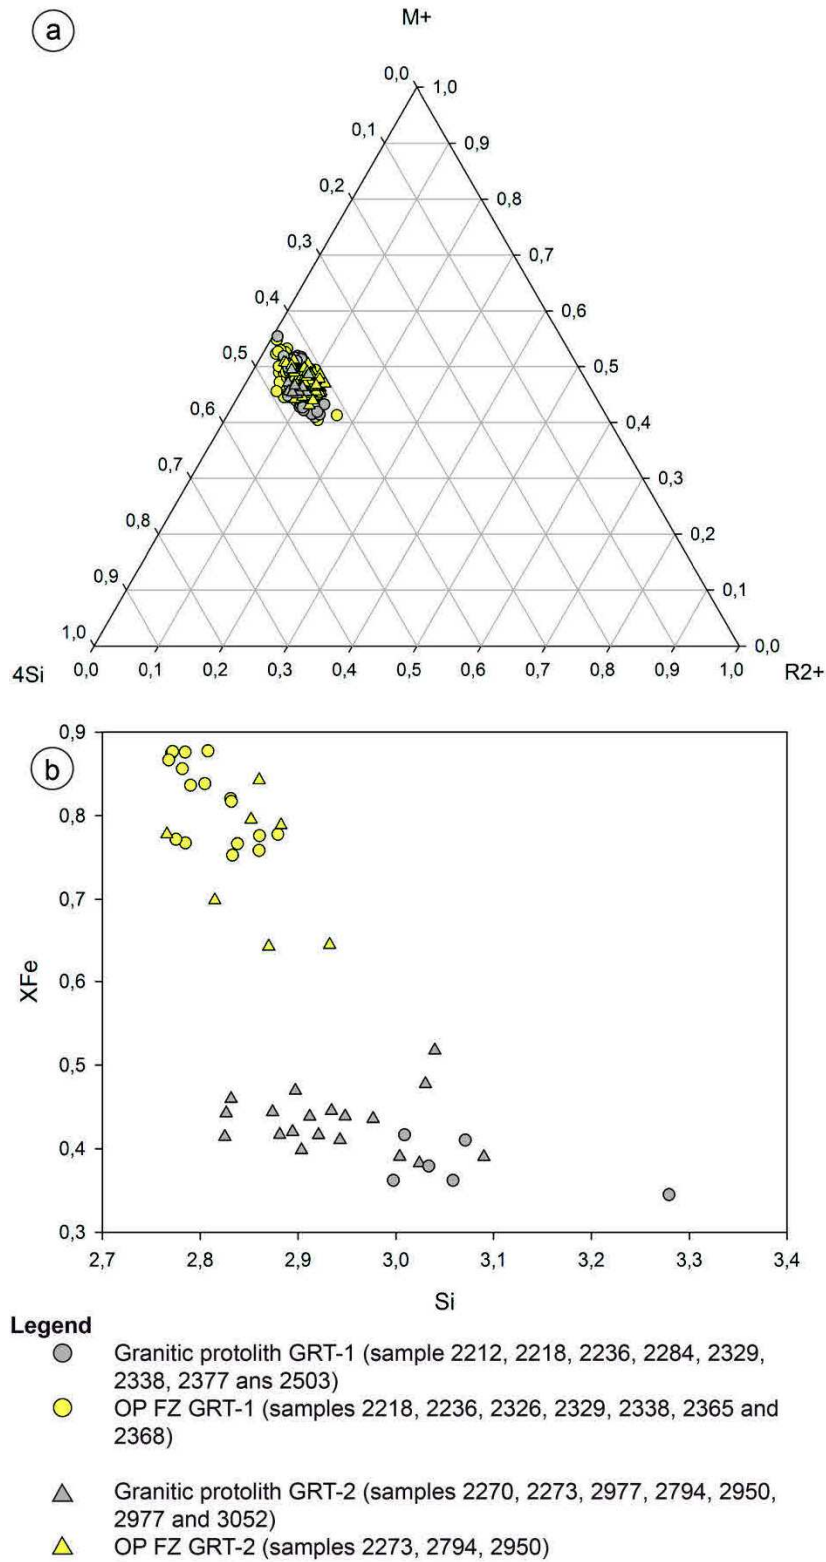 a
M+
0,0 1,0
0,1 0,9
0,2 0,8
0,3 0,7
0,4 0,6
0,5 0,5
0,6 0,4
0,7 0,3
0,8 0,2
0,9 0,1
1,0 0,0
4Si 0,0 0,1 0,2 0,3 0,4 0,5 0,6 0,7 0,8 0,9 1,0 R2+
b
0,9
0,8
0,7
0,6
0,5
0,4
0,3
XFe
2,7 2,8 2,9 3,0 3,1 3,2 3,3 3,4
Si
Legend
Granitic protolith GRT-1 (sample 2212, 2218, 2236, 2284, 2329,
2338, 2377 ans 2503)
OP FZ GRT-1 (samples 2218, 2236, 2326, 2329, 2338, 2365 and
2368)
Granitic protolith GRT-2 (samples 2270, 2273, 2977, 2794, 2950,
2977 and 3052)
OP FZ GRT-2 (samples 2273, 2794, 2950)